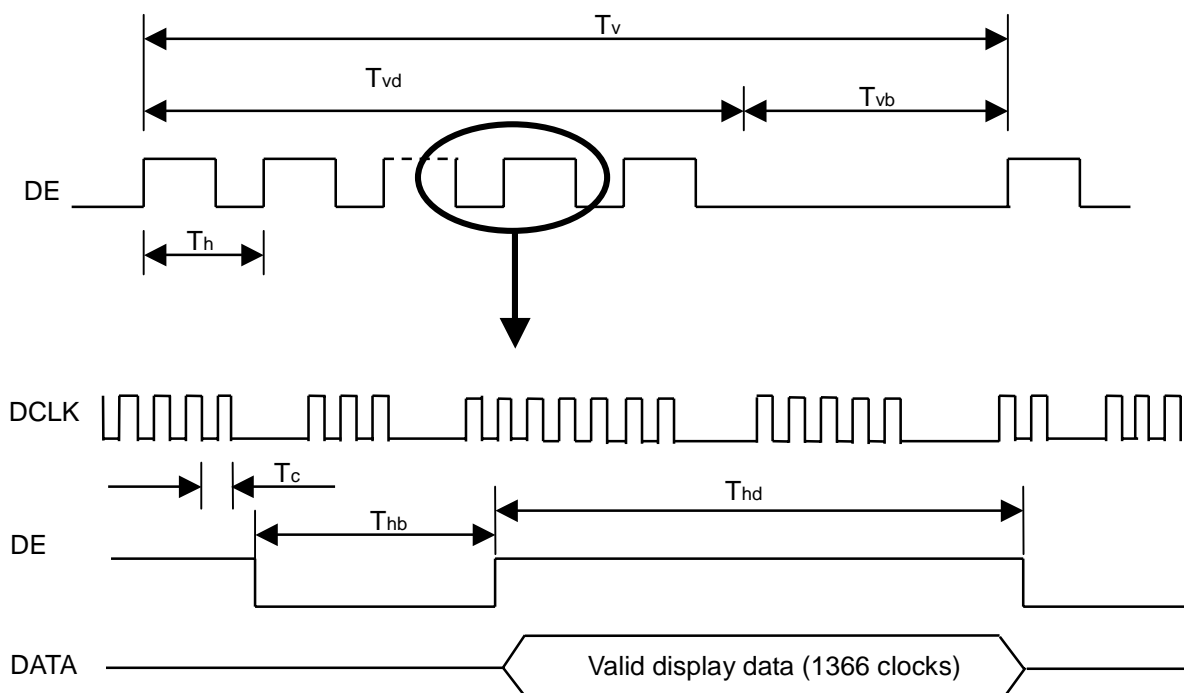 Tv
Tvd
Tvb
DE
Th
DCLK
Tc
Thd
Thb
DE
DATA
Valid display data (1366 clocks)